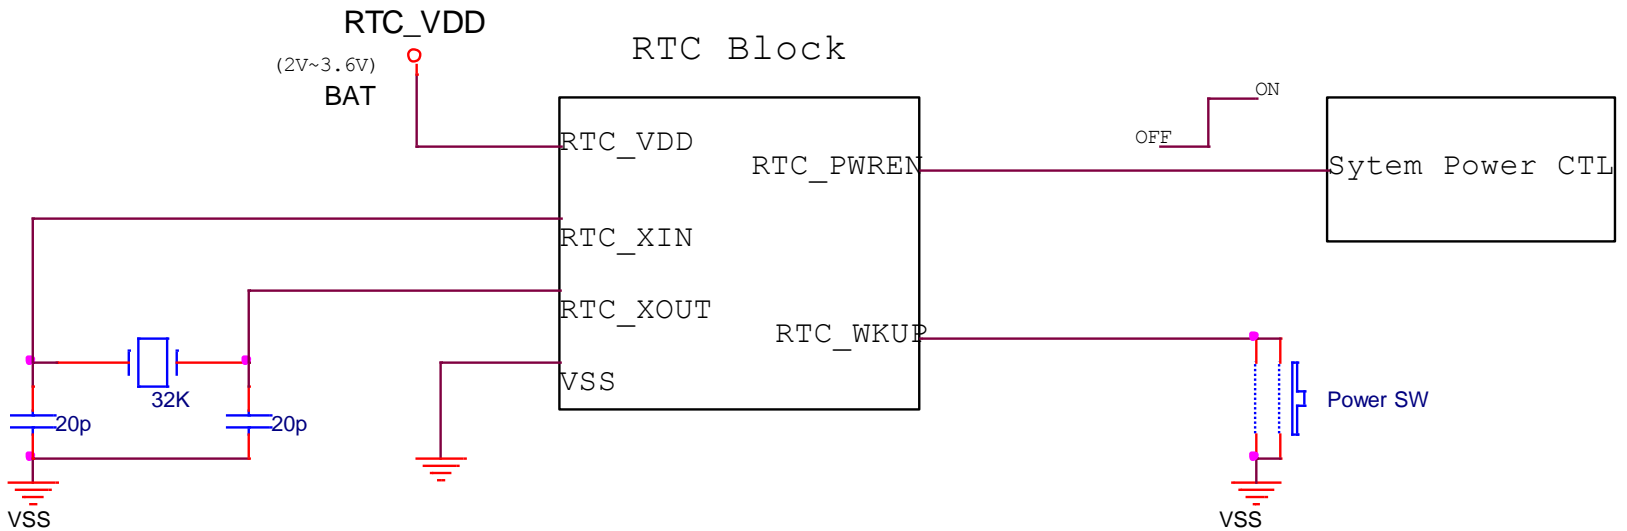 RTC_VDD
(2V~3.6V)
BAT
RTC Block
RTC_VDD
RTC_XIN
RTC_XOUT
VSS
RTC_PWREN
RTC_WKUP
OFF
ON
Sytem Power CTL
32K
20p
20p
VSS
Power SW
VSS